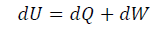 dU = dQ + dW